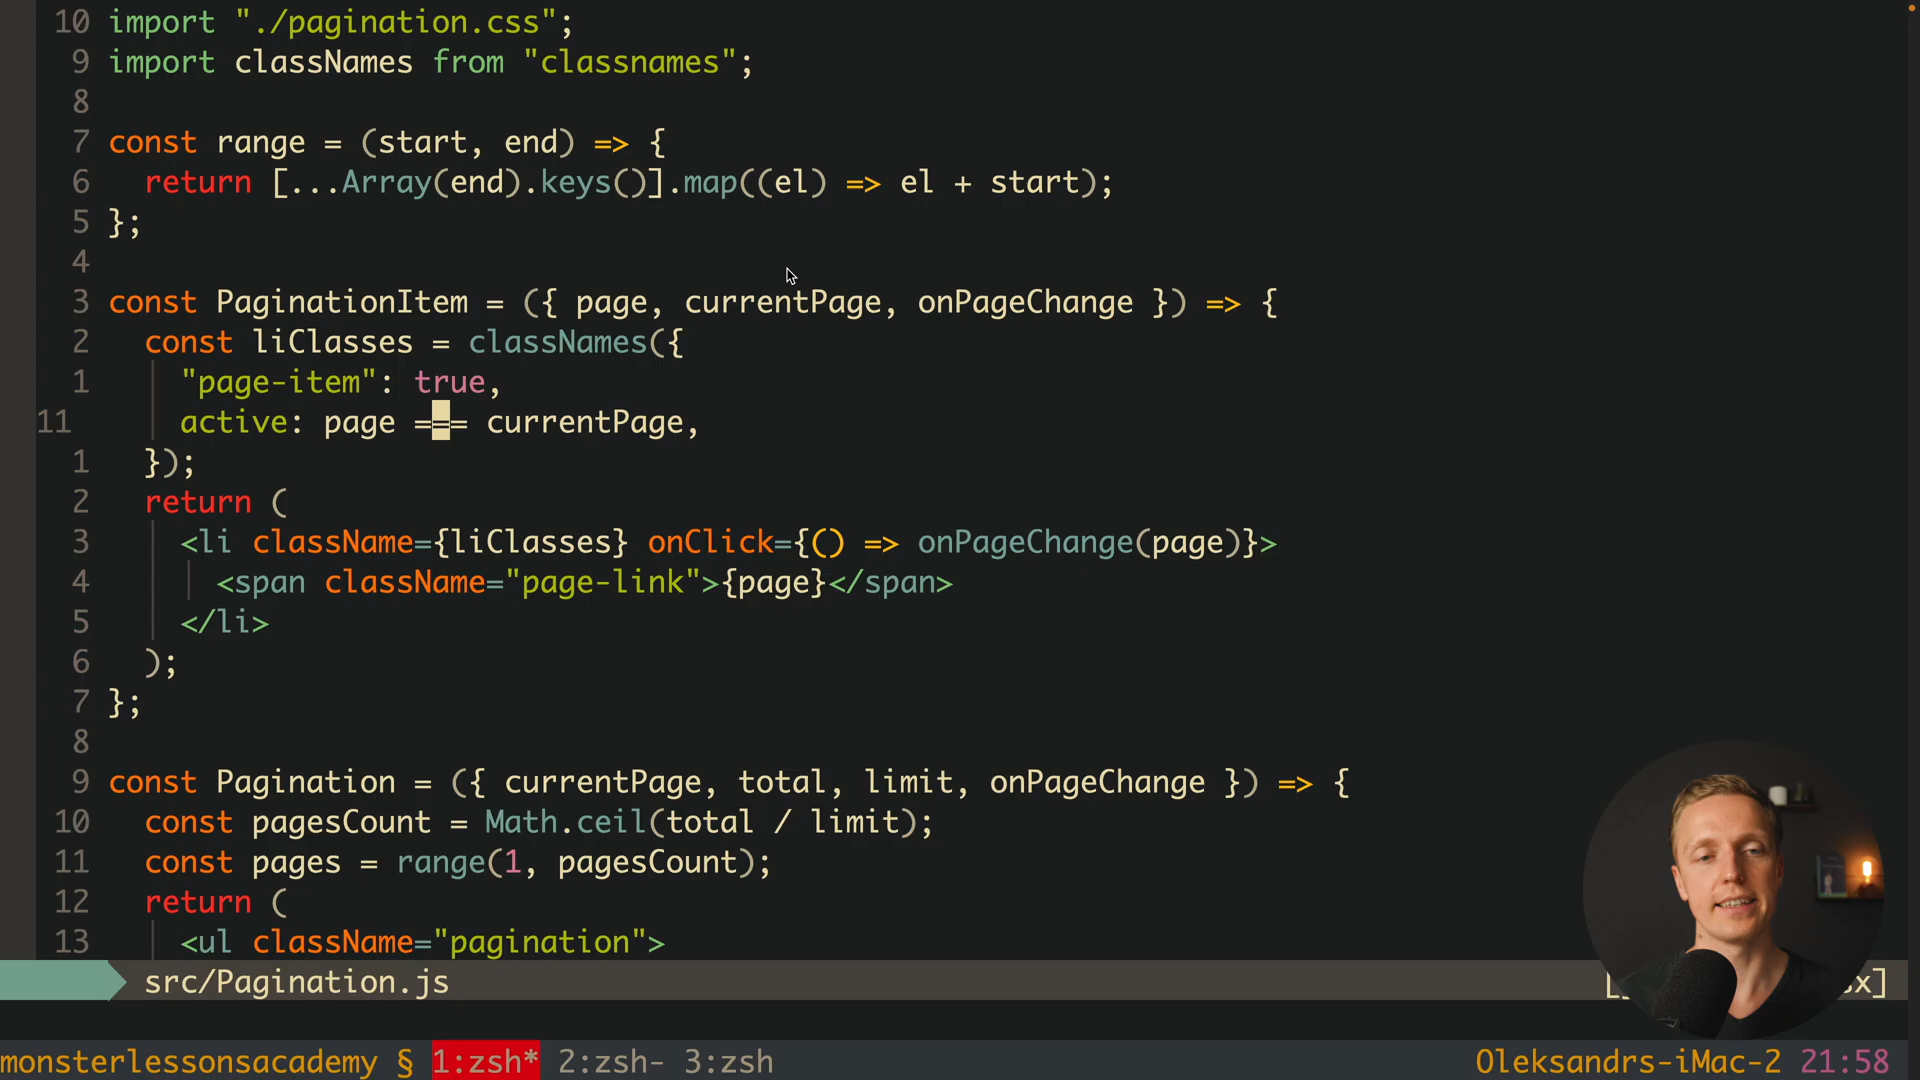 10 import "./pagination.css";
9 import classNames from "classnames";
8
7 const range = (start, end) => {
6 return [...Array(end).keys()].map((el) => el + start);
5 };
4
3 const PaginationItem = ({ page, currentPage, onPageChange }) => {
2 const liClasses = classNames({
1 "page-item": true,
11 active: page === currentPage,
1 });
2 return (
3 <li className={liClasses} onClick={() => onPageChange(page)}>
4 <span className="page-link">{page}</span>
5 </li>
6 );
7 };
8
9 const Pagination = ({ currentPage, total, limit, onPageChange }) => {
10 const pagesCount = Math.ceil(total / limit);
11 const pages = range(1, pagesCount);
12 return (
13 <ul className="pagination">
src/Pagination.js
monsterlessonsacademy § 1:zsh* 2:zsh- 3:zsh Oleksandrs-iMac-2 21:58